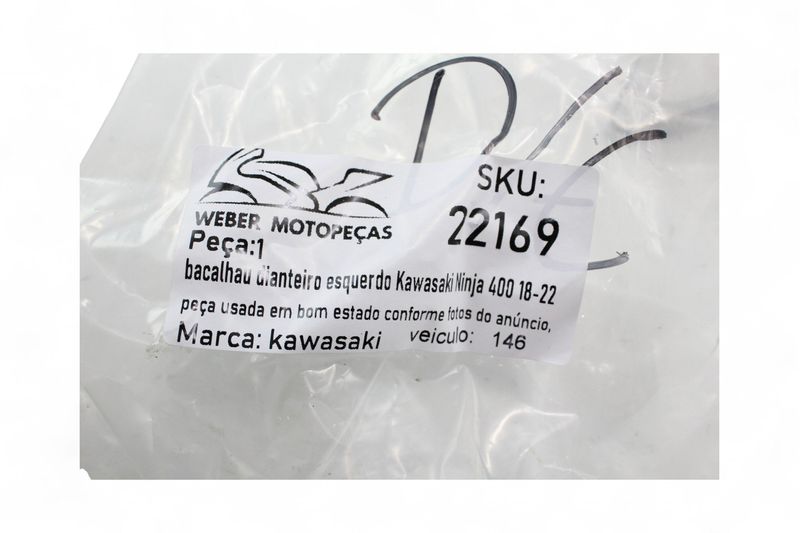 D/E
WEBER MOTOPEÇAS
SKU:
22169
Peça:1
bacalhau dianteiro esquerdo Kawasaki Ninja 400 18-22
peça usada em bom estado conforme fotos do anúncio,
Marca: kawasaki veiculo: 146